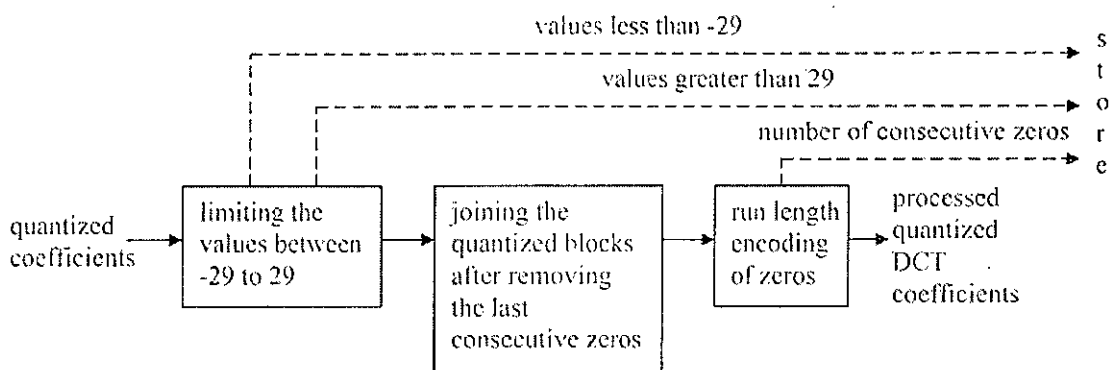 values less than -29
values greater than 29
number of consecutive zeros
store
quantized
coefficients
limiting the
values between
-29 to 29
joining the
quantized blocks
after removing
the last
consecutive zeros
run length
encoding
of zeros
processed
quantized
DCT
coefficients